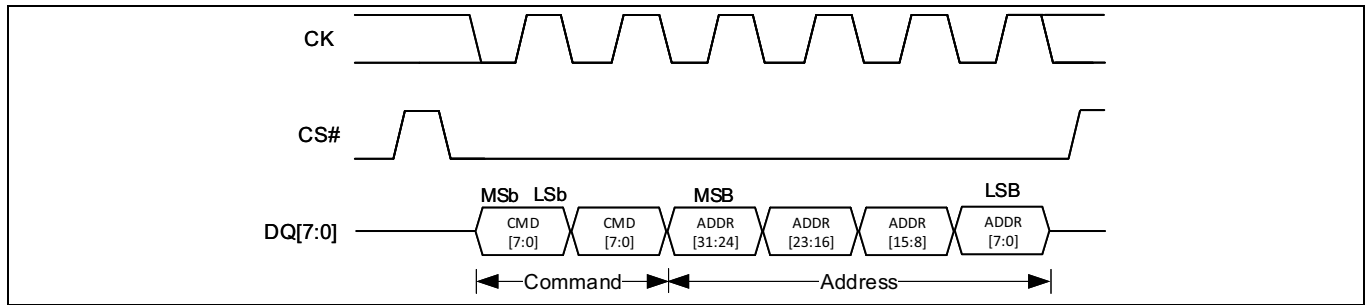 CK
CS#
MSb LSb MSB LSB
DQ[7:0] CMD CMD ADDR ADDR ADDR ADDR
[7:0] [7:0] [31:24] [23:16] [15:8] [7:0]
Command Address